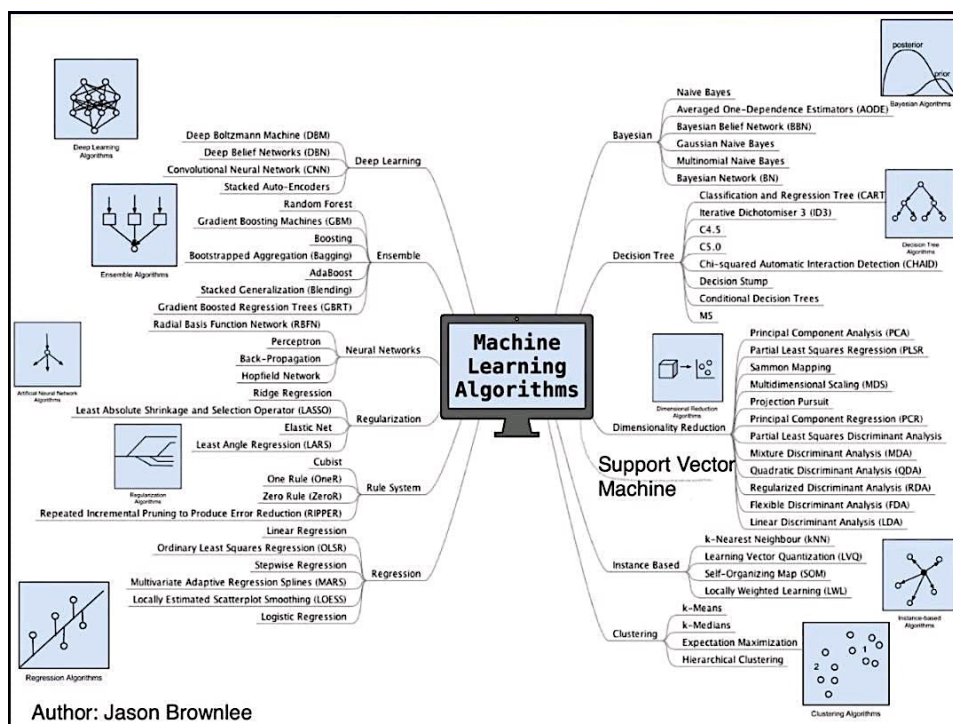 Machine
Learning
Algorithms
Deep Learning
Algorithms
Deep Boltzmann Machine (DBM)
Deep Belief Networks (DBN)
Convolutional Neural Network (CNN)
Stacked Auto-Encoders
Deep Learning
Ensemble Algorithms
Random Forest
Gradient Boosting Machines (GBM)
Boosting
Bootstrapped Aggregation (Bagging)
AdaBoost
Stacked Generalization (Blending)
Gradient Boosted Regression Trees (GBRT)
Ensemble
Artificial Neural Network
Algorithms
Radial Basis Function Network (RBFN)
Perceptron
Back-Propagation
Hopfield Network
Neural Networks
Ridge Regression
Least Absolute Shrinkage and Selection Operator (LASSO)
Elastic Net
Least Angle Regression (LARS)
Regularization
Regularization
Algorithms
Cubist
One Rule (OneR)
Zero Rule (ZeroR)
Repeated Incremental Pruning to Produce Error Reduction (RIPPER)
Rule System
Linear Regression
Ordinary Least Squares Regression (OLSR)
Stepwise Regression
Multivariate Adaptive Regression Splines (MARS)
Locally Estimated Scatterplot Smoothing (LOESS)
Logistic Regression
Regression
Regression Algorithms
posterior
prior
Bayesian Algorithms
Bayesian
Naive Bayes
Averaged One-Dependence Estimators (AODE)
Bayesian Belief Network (BBN)
Gaussian Naive Bayes
Multinomial Naive Bayes
Bayesian Network (BN)
Decision Tree
Classification and Regression Tree (CART
Iterative Dichotomiser 3 (ID3)
C4.5
C5.0
Chi-squared Automatic Interaction Detection (CHAID)
Decision Stump
Conditional Decision Trees
M5
Decision Tree
Algorithms
Dimensional Reduction Algorithms
Dimensionality Reduction
Principal Component Analysis (PCA)
Partial Least Squares Regression (PLSR
Sammon Mapping
Multidimensional Scaling (MDS)
Projection Pursuit
Principal Component Regression (PCR)
Partial Least Squares Discriminant Analysis
Mixture Discriminant Analysis (MDA)
Quadratic Discriminant Analysis (QDA)
Regularized Discriminant Analysis (RDA)
Flexible Discriminant Analysis (FDA)
Linear Discriminant Analysis (LDA)
Support Vector
Machine
Instance Based
k-Nearest Neighbour (kNN)
Learning Vector Quantization (LVQ)
Self-Organizing Map (SOM)
Locally Weighted Learning (LWL)
Instance-based
Algorithms
Clustering
k-Means
k-Medians
Expectation Maximization
Hierarchical Clustering
1
2
Clustering Algorithms
Author: Jason Brownlee